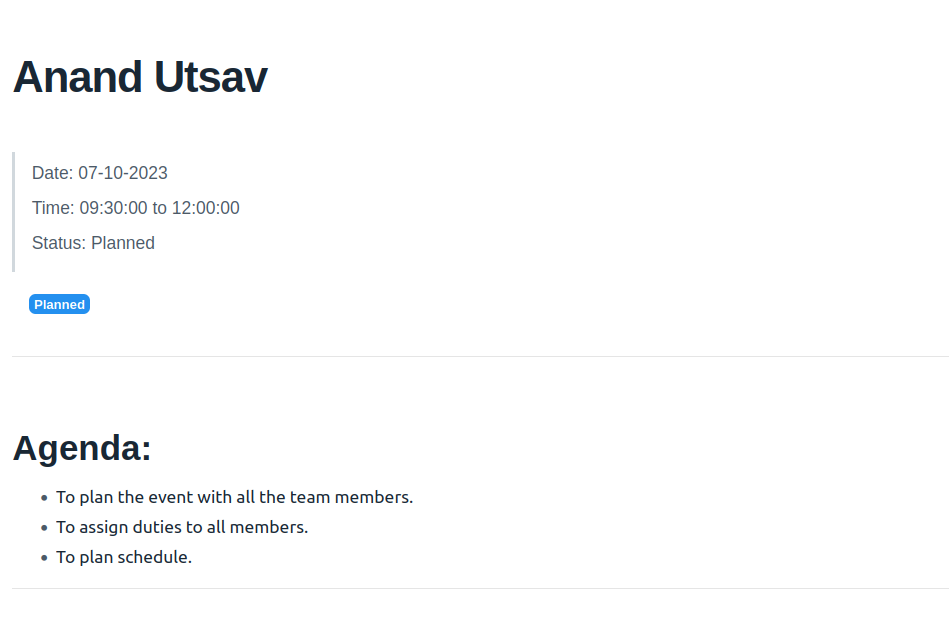 Anand Utsav
Date: 07-10-2023
Time: 09:30:00 to 12:00:00
Status: Planned
Planned
Agenda:
• To plan the event with all the team members.
• To assign duties to all members.
• To plan schedule.